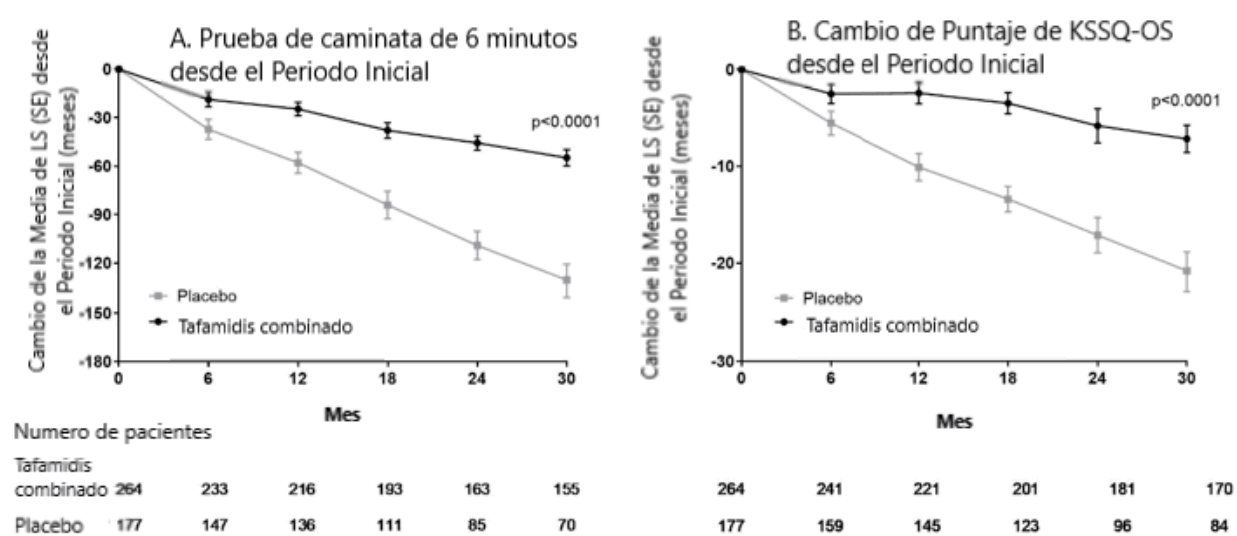 A. Prueba de caminata de 6 minutos
desde el Periodo Inicial
Cambio de la Media de LS (SE) desde
el Periodo Inicial (meses)
0
-30
-60
-90
-120
-150
-180
p<0.0001
Placebo
Tafamidis combinado
0 6 12 18 24 30
Mes
B. Cambio de Puntaje de KSSQ-OS
desde el Periodo Inicial
Cambio de la Media de LS (SE) desde
el Periodo Inicial (meses)
0
-10
-20
-30
p<0.0001
Placebo
Tafamidis combinado
0 6 12 18 24 30
Mes
Numero de pacientes
Tafamidis
combinado 264 233 216 193 163 155 264 241 221 201 181 170
Placebo 177 147 136 111 85 70 177 159 145 123 96 84